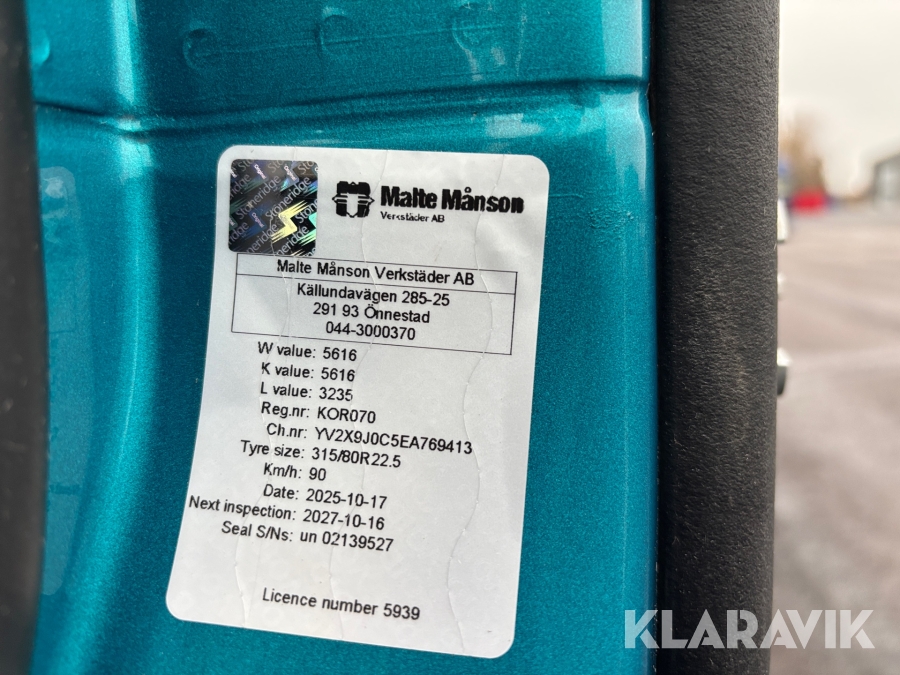 Stoneridge
Malte Månson
Verkstäder AB
Malte Månson Verkstäder AB
Källundavägen 285-25
291 93 Önnestad
044-3000370
W value: 5616
K value: 5616
L value: 3235
Reg.nr: KOR070
Ch.nr: YV2X9J0C5EA769413
Tyre size: 315/80R22.5
Km/h: 90
Date: 2025-10-17
Next inspection: 2027-10-16
Seal S/Ns: un 02139527
Licence number 5939
KLARAVIK